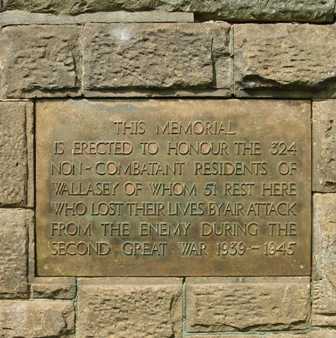 THIS MEMORIAL
IS ERECTED TO HONOUR THE 324
NON-COMBATANT RESIDENTS OF
WALLASEY OF WHOM 51 REST HERE
WHO LOST THEIR LIVES BY AIR ATTACK
FROM THE ENEMY DURING THE
SECOND GREAT WAR 1939-1945